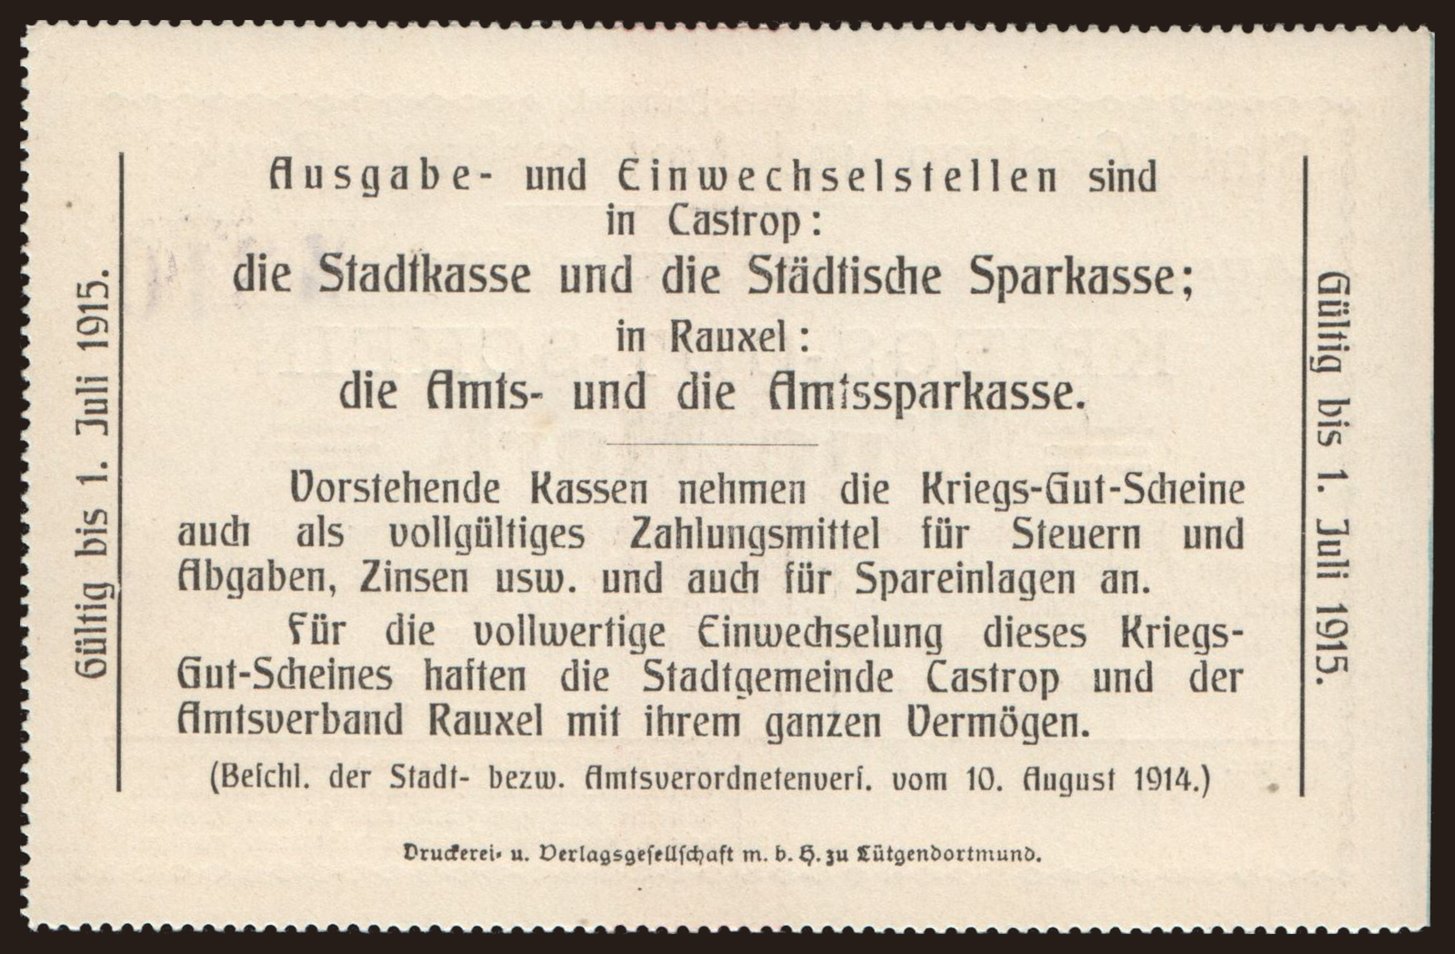 Ausgabe- und Einwechselstellen sind
in Castrop:
die Stadtkasse und die Städtische Sparkasse;
in Rauxel:
die Amts- und die Amtssparkasse.
Vorstehende Kassen nehmen die Kriegs-Gut-Scheine
auch als vollgültiges Zahlungsmittel für Steuern und
Abgaben, Zinsen usw. und auch für Spareinlagen an.
Für die vollwertige Einwechselung dieses Kriegs-
Gut-Scheines haften die Stadtgemeinde Castrop und der
Amtsverband Rauxel mit ihrem ganzen Vermögen.
(Beschl. der Stadt- bezw. Amtsverordnetenvers. vom 10. August 1914.)
Druckerei- u. Verlagsgesellschaft m. b. H. zu Lütgendortmund.
Gültig bis 1. Juli 1915.
Gültig bis 1. Juli 1915.